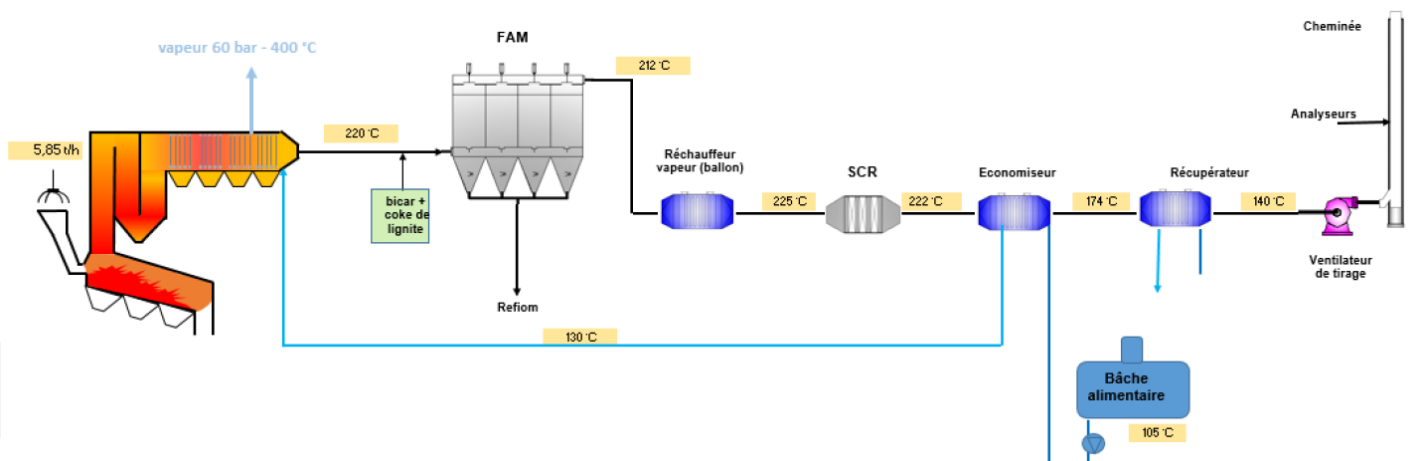 vapeur 60 bar - 400 °C
FAM
Cheminée
212 °C
5,85 t/h
220 °C
Analyseurs
Réchauffeur
vapeur (ballon)
SCR
Economiseur
Récupérateur
bicar +
coke de
lignite
225 °C
222 °C
174 °C
140 °C
Ventilateur
de tirage
Refiom
130 °C
Bâche
alimentaire
105 °C